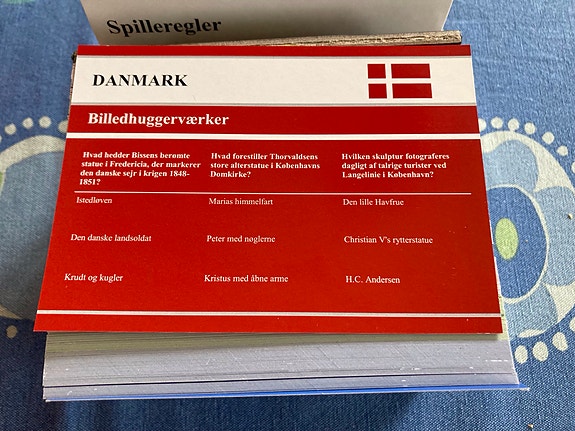 Spilleregler
DANMARK
Billedhuggerværker
Hvad hedder Bissens berømte
statue i Fredericia, der markerer
den danske sejr i krigen 1848-
1851?
Hvad forestiller Thorvaldsens
store alterstatue i Københavns
Domkirke?
Hvilken skulptur fotograferes
dagligt af talrige turister ved
Langelinie i København?
Istedløven
Marias himmelfart
Den lille Havfrue
Den danske landsoldat
Peter med nøglerne
Christian V's rytterstatue
Krudt og kugler
Kristus med åbne arme
H.C. Andersen